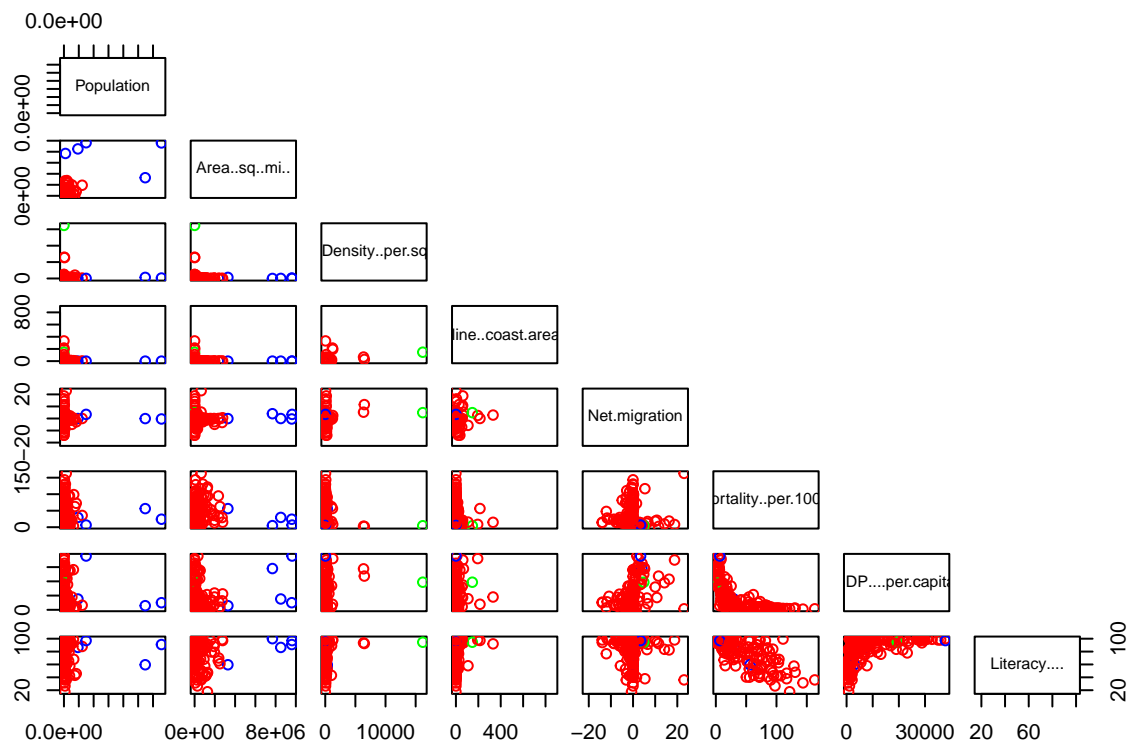 0.0e+00
Population
0.0e+00
Area..sq..mi..
0e+00
Density..per.sq
0
line..coast.area
0 800
Net.migration
−20 20
ortality..per.100
0 150
DP....per.capita
0
Literacy....
20 100
20 100
0.0e+00 0e+00 8e+06 0 10000 0 400 −20 0 20 0 100 0 30000 20 60